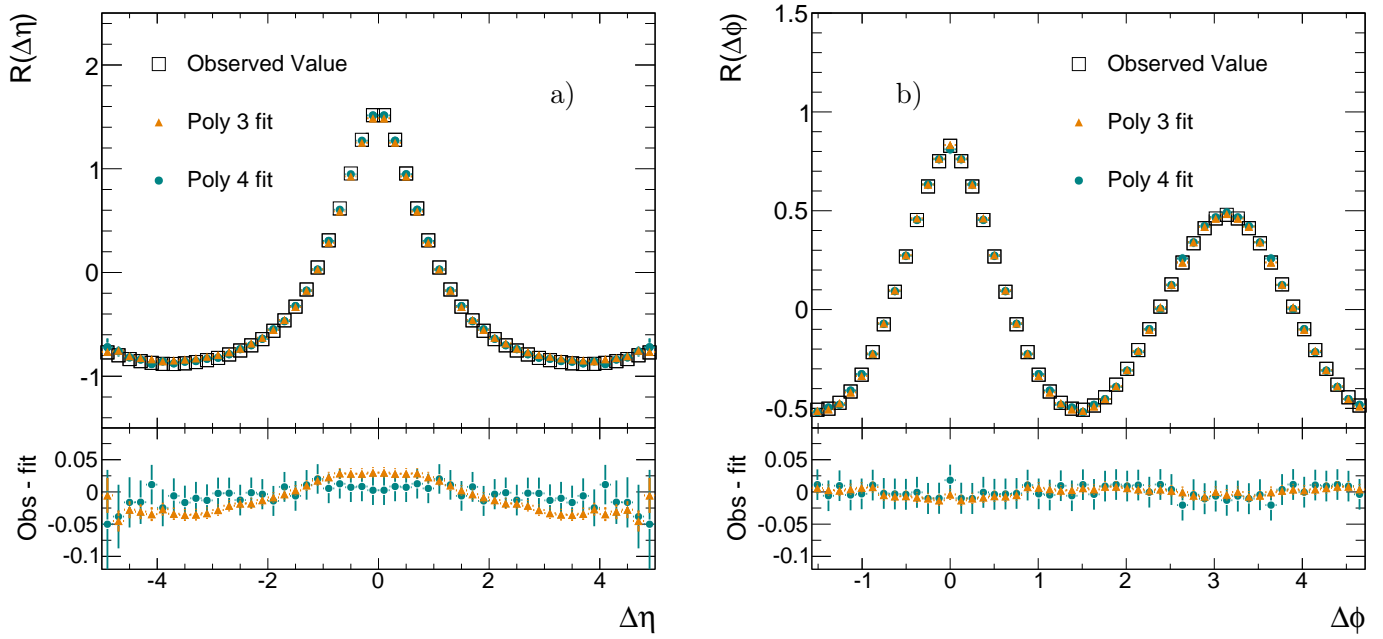 R(Δη)
2
1
0
-1
Observed Value
Poly 3 fit
Poly 4 fit
a)
Obs - fit
0.05
0
-0.05
-0.1
-4
-2
0
2
4
Δη
R(Δϕ)
1.5
1
0.5
0
-0.5
Observed Value
Poly 3 fit
Poly 4 fit
b)
Obs - fit
0.05
0
-0.05
-0.1
-1
0
1
2
3
4
Δϕ